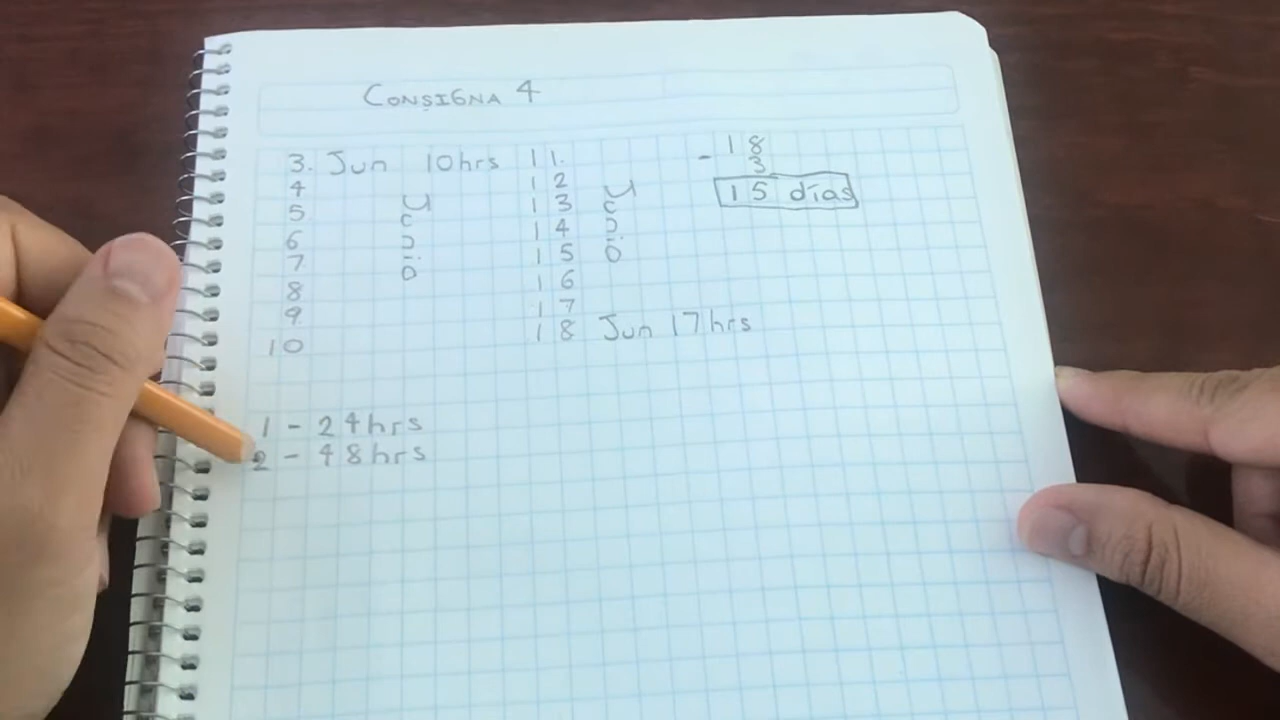 Consigna 4
3. Jun 10hrs
4
5
6
7
8
9
10
11.
12
13
14
15
16
17
18 Jun 17hrs
- 18
3
15 días
1 - 24hrs
2 - 48hrs